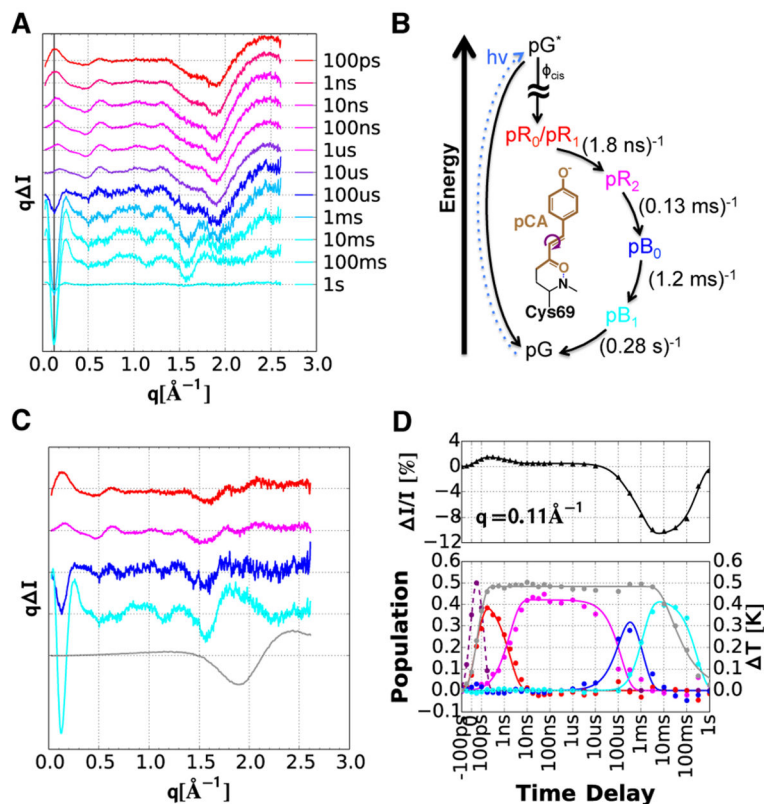 A
qΔI
100ps
1ns
10ns
100ns
1us
10us
100us
1ms
10ms
100ms
1s
0.0 0.5 1.0 1.5 2.0 2.5 3.0
q[Å⁻¹]
B
Energy
hν
pG*
ϕcis
pR₀/pR₁
(1.8 ns)⁻¹
pR₂
(0.13 ms)⁻¹
pB₀
(1.2 ms)⁻¹
pB₁
(0.28 s)⁻¹
pG
O⁻
pCA
O
N
Cys69
C
qΔI
0.0 0.5 1.0 1.5 2.0 2.5 3.0
q[Å⁻¹]
D
ΔI/I [%]
4
0
−4
−8
−12
q=0.11Å⁻¹
Population
0.6
0.5
0.4
0.3
0.2
0.1
0.0
−0.1
ΔT [K]
0.5
0.4
0.3
0.2
0.1
0.0
-100ps
0
100ps
1ns
10ns
100ns
1us
10us
100us
1ms
10ms
100ms
1s
Time Delay